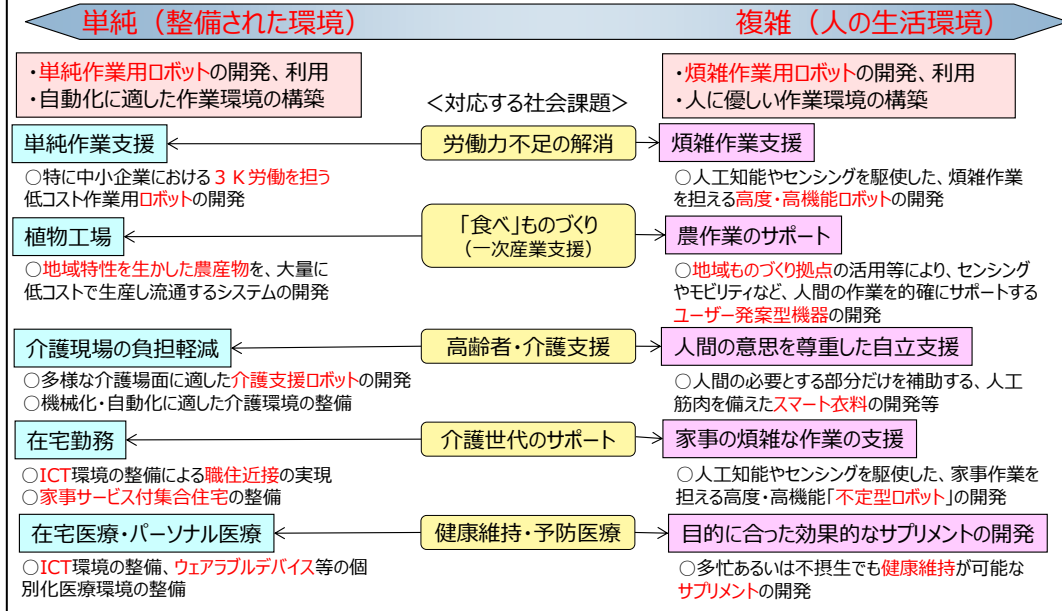 単純（整備された環境）
複雑（人の生活環境）
・単純作業用ロボットの開発、利用
・自動化に適した作業環境の構築
・煩雑作業用ロボットの開発、利用
・人に優しい作業環境の構築
＜対応する社会課題＞
単純作業支援
労働力不足の解消
煩雑作業支援
○特に中小企業における３Ｋ労働を担う
低コスト作業用ロボットの開発
○人工知能やセンシングを駆使した、煩雑作業
を担える高度・高機能ロボットの開発
植物工場
「食べ」ものづくり
（一次産業支援）
農作業のサポート
○地域特性を生かした農産物を、大量に
低コストで生産し流通するシステムの開発
○地域ものづくり拠点の活用等により、センシング
やモビリティなど、人間の作業を的確にサポートする
ユーザー発案型機器の開発
介護現場の負担軽減
高齢者・介護支援
人間の意思を尊重した自立支援
○多様な介護場面に適した介護支援ロボットの開発
○機械化・自動化に適した介護環境の整備
○人間の必要とする部分だけを補助する、人工
筋肉を備えたスマート衣料の開発等
在宅勤務
介護世代のサポート
家事の煩雑な作業の支援
○ICT環境の整備による職住近接の実現
○家事サービス付集合住宅の整備
○人工知能やセンシングを駆使した、家事作業を
担える高度・高機能「不定型ロボット」の開発
在宅医療・パーソナル医療
健康維持・予防医療
目的に合った効果的なサプリメントの開発
○ICT環境の整備、ウェアラブルデバイス等の個
別化医療環境の整備
○多忙あるいは不摂生でも健康維持が可能な
サプリメントの開発